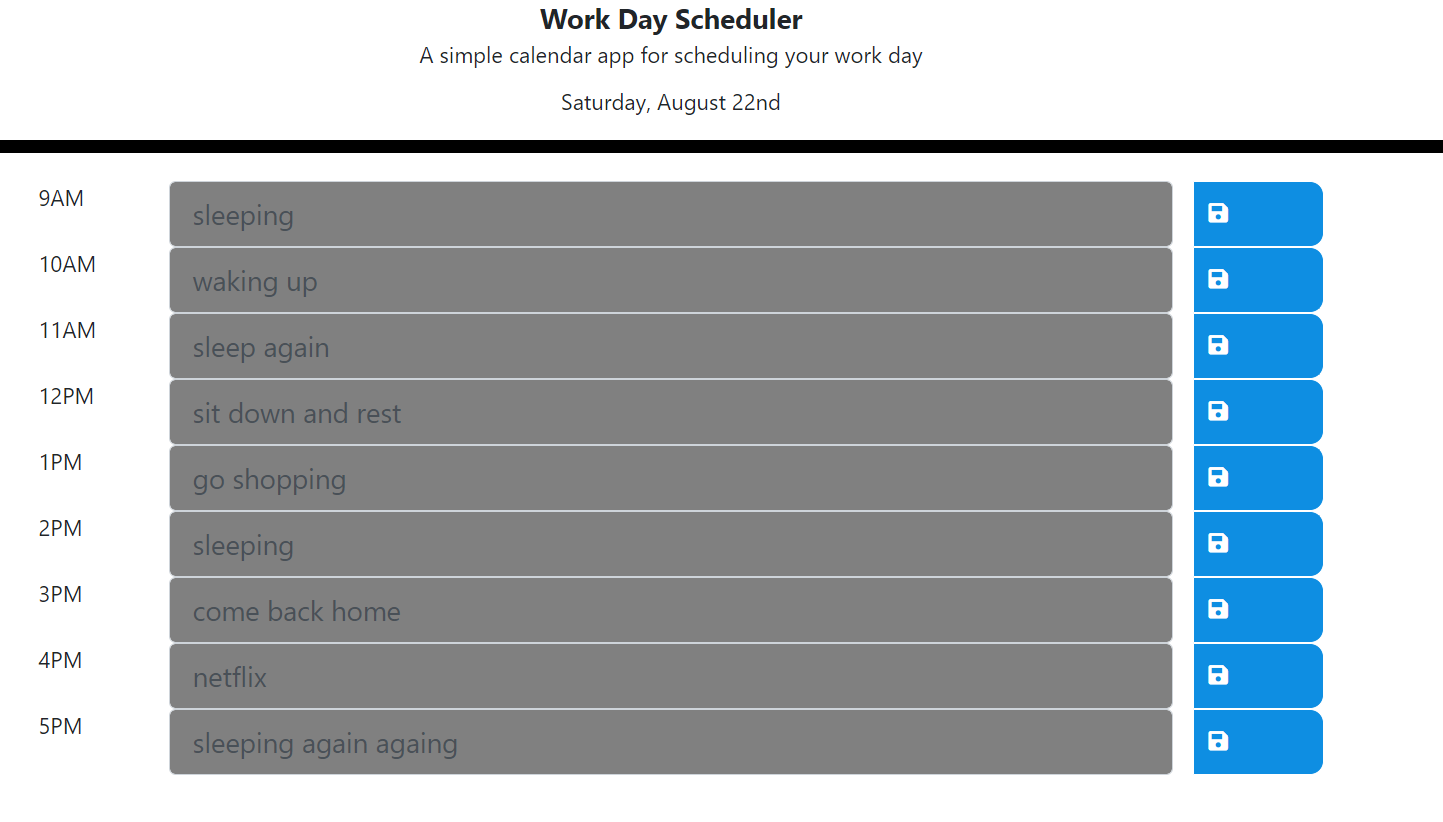 Work Day Scheduler
A simple calendar app for scheduling your work day
Saturday, August 22nd
9AM sleeping
10AM waking up
11AM sleep again
12PM sit down and rest
1PM go shopping
2PM sleeping
3PM come back home
4PM netflix
5PM sleeping again againg